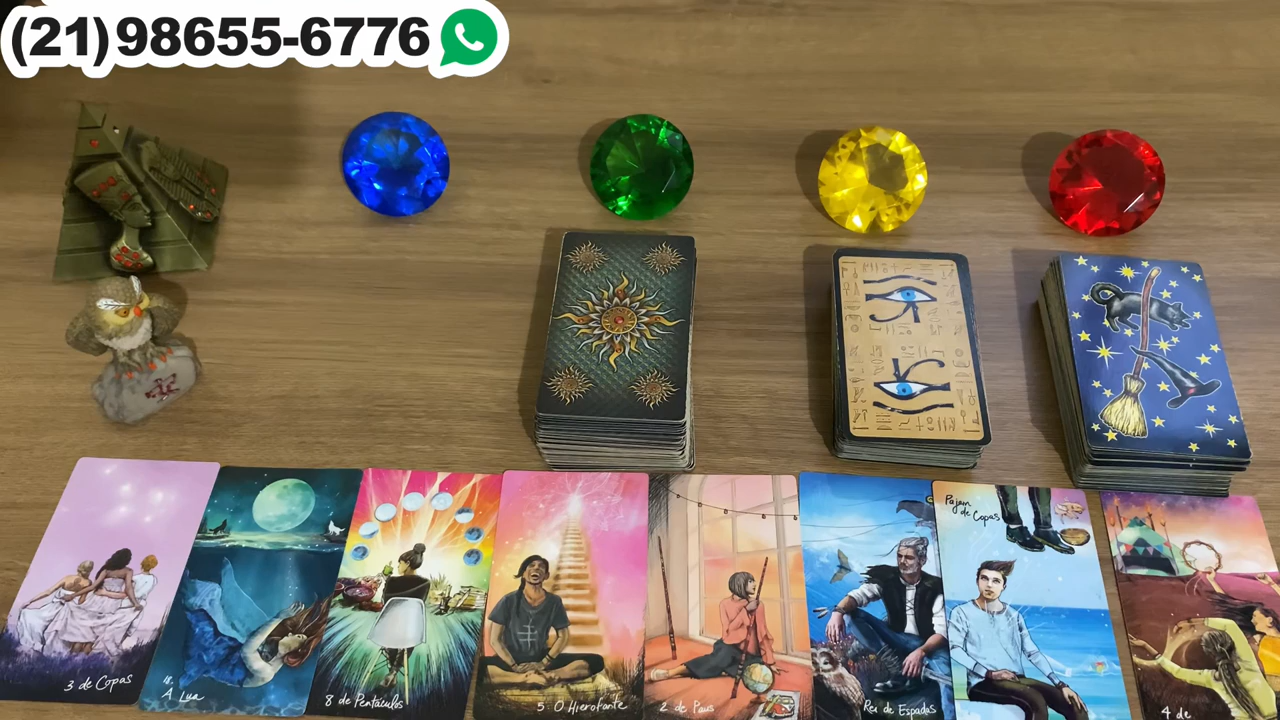 (21)98655-6776
Pajem
de Copas
3 de Copas
18.
A Lua
8 de Pentáculos
5 O Hierofante
2 de Paus
Rei de Espadas
4 de